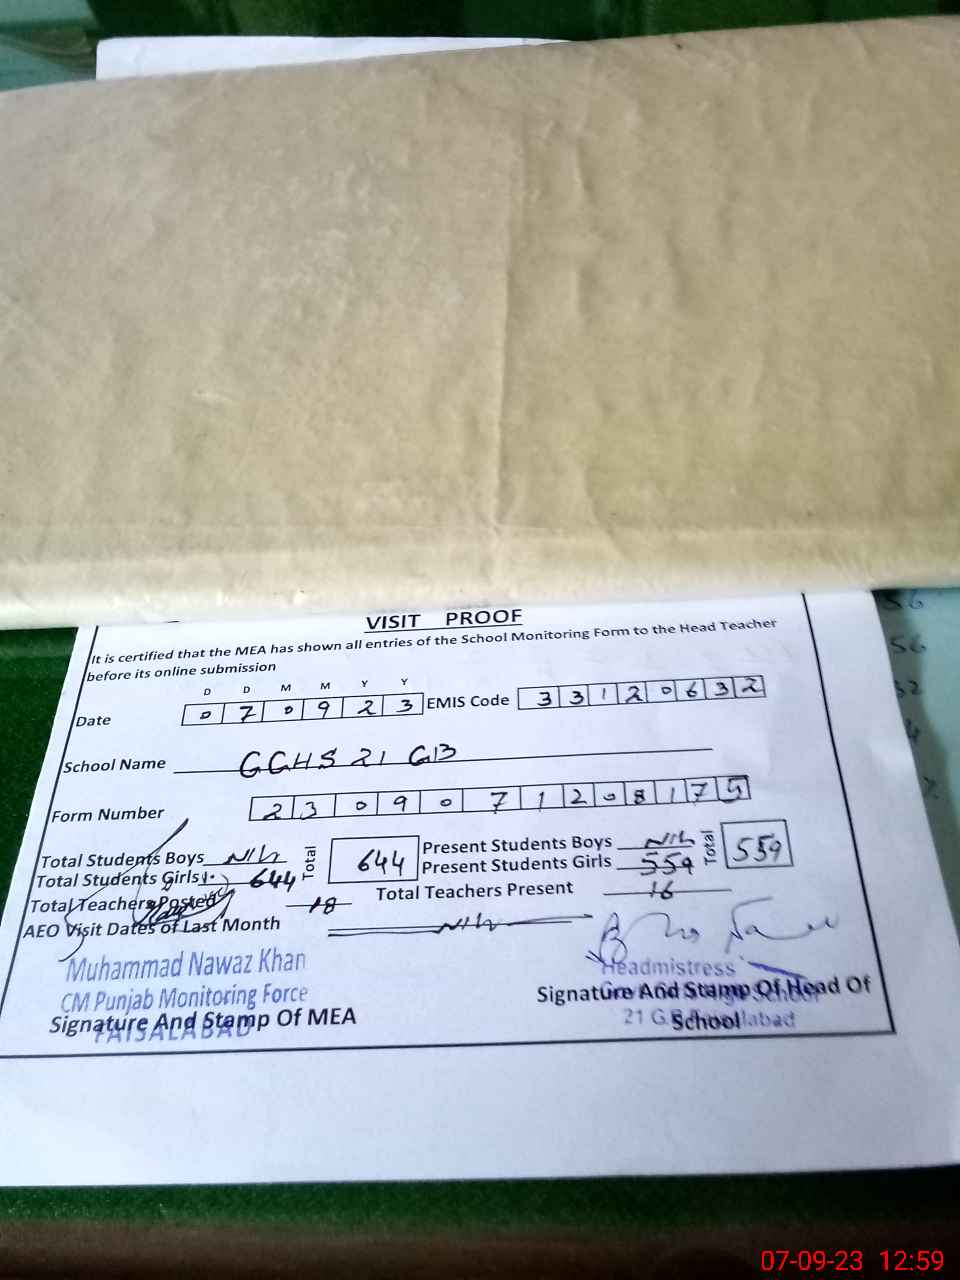 VISIT PROOF
It is certified that the MEA has shown all entries of the School Monitoring Form to the Head Teacher
before its online submission
D D M M Y Y
Date 0 7 0 9 2 3 EMIS Code 3 3 1 2 0 6 3 2
School Name GGHS 21 GB
Form Number 2 3 0 9 0 7 1 2 0 8 1 7 5
Total Students Boys Nil Total 644 Present Students Boys Nil Total 559
Total Students Girls 644 Present Students Girls 559
Total Teachers Posted 18 Total Teachers Present 16
AEO Visit Dates of Last Month Nil
Muhammad Nawaz Khan
CM Punjab Monitoring Force
FAISALABAD
Signature And Stamp Of MEA
Headmistress
Signature And Stamp Of Head Of
School
21 G.B
56
56
32
07-09-23 12:59